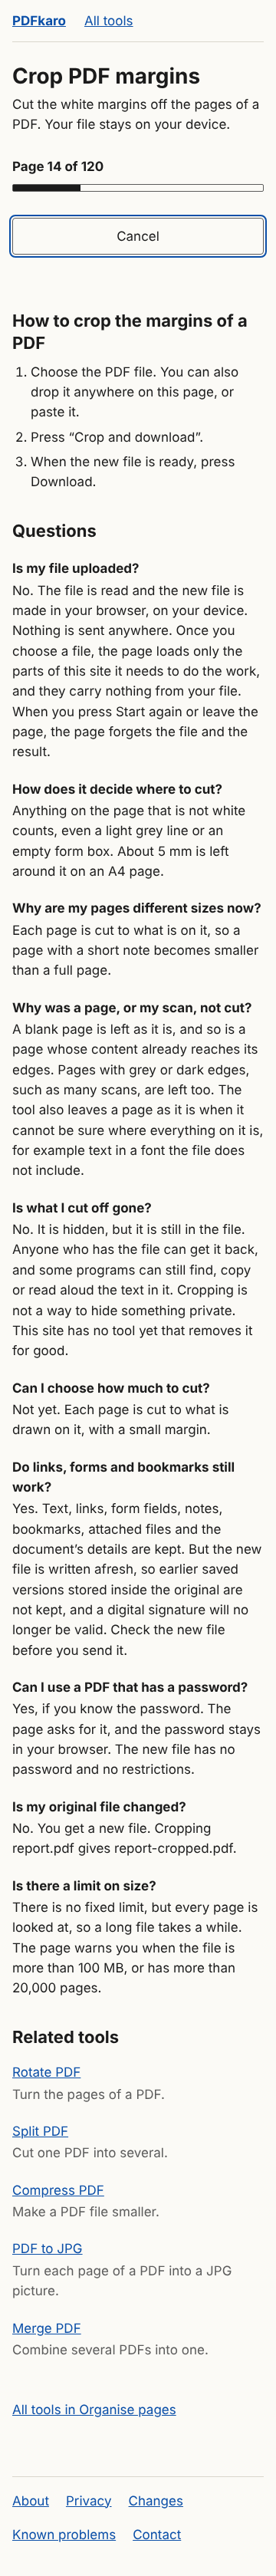 PDFkaro All tools
Crop PDF margins
Cut the white margins off the pages of a
PDF. Your file stays on your device.
Page 14 of 120
Cancel
How to crop the margins of a
PDF
1. Choose the PDF file. You can also
drop it anywhere on this page, or
paste it.
2. Press “Crop and download”.
3. When the new file is ready, press
Download.
Questions
Is my file uploaded?
No. The file is read and the new file is
made in your browser, on your device.
Nothing is sent anywhere. Once you
choose a file, the page loads only the
parts of this site it needs to do the work,
and they carry nothing from your file.
When you press Start again or leave the
page, the page forgets the file and the
result.
How does it decide where to cut?
Anything on the page that is not white
counts, even a light grey line or an
empty form box. About 5 mm is left
around it on an A4 page.
Why are my pages different sizes now?
Each page is cut to what is on it, so a
page with a short note becomes smaller
than a full page.
Why was a page, or my scan, not cut?
A blank page is left as it is, and so is a
page whose content already reaches its
edges. Pages with grey or dark edges,
such as many scans, are left too. The
tool also leaves a page as it is when it
cannot be sure where everything on it is,
for example text in a font the file does
not include.
Is what I cut off gone?
No. It is hidden, but it is still in the file.
Anyone who has the file can get it back,
and some programs can still find, copy
or read aloud the text in it. Cropping is
not a way to hide something private.
This site has no tool yet that removes it
for good.
Can I choose how much to cut?
Not yet. Each page is cut to what is
drawn on it, with a small margin.
Do links, forms and bookmarks still
work?
Yes. Text, links, form fields, notes,
bookmarks, attached files and the
document’s details are kept. But the new
file is written afresh, so earlier saved
versions stored inside the original are
not kept, and a digital signature will no
longer be valid. Check the new file
before you send it.
Can I use a PDF that has a password?
Yes, if you know the password. The
page asks for it, and the password stays
in your browser. The new file has no
password and no restrictions.
Is my original file changed?
No. You get a new file. Cropping
report.pdf gives report-cropped.pdf.
Is there a limit on size?
There is no fixed limit, but every page is
looked at, so a long file takes a while.
The page warns you when the file is
more than 100 MB, or has more than
20,000 pages.
Related tools
Rotate PDF
Turn the pages of a PDF.
Split PDF
Cut one PDF into several.
Compress PDF
Make a PDF file smaller.
PDF to JPG
Turn each page of a PDF into a JPG
picture.
Merge PDF
Combine several PDFs into one.
All tools in Organise pages
About Privacy Changes
Known problems Contact